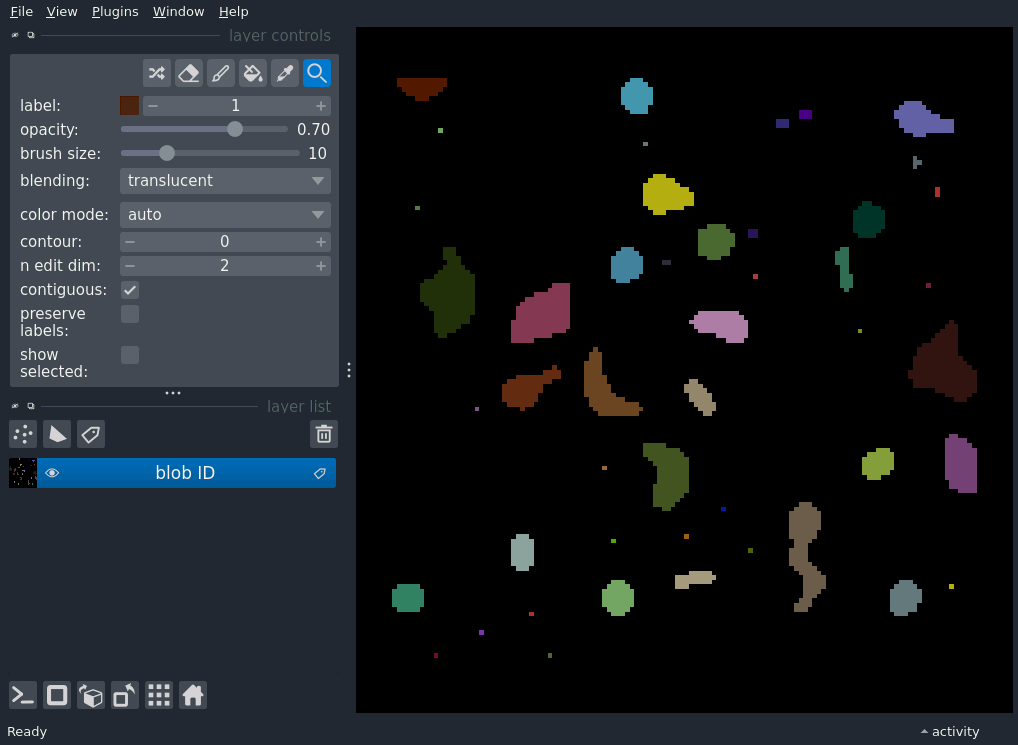 File View Plugins Window Help
layer controls
label: 1
opacity: 0.70
brush size: 10
blending: translucent
color mode: auto
contour: 0
n edit dim: 2
contiguous:
preserve
labels:
show
selected:
layer list
blob ID
Ready
activity